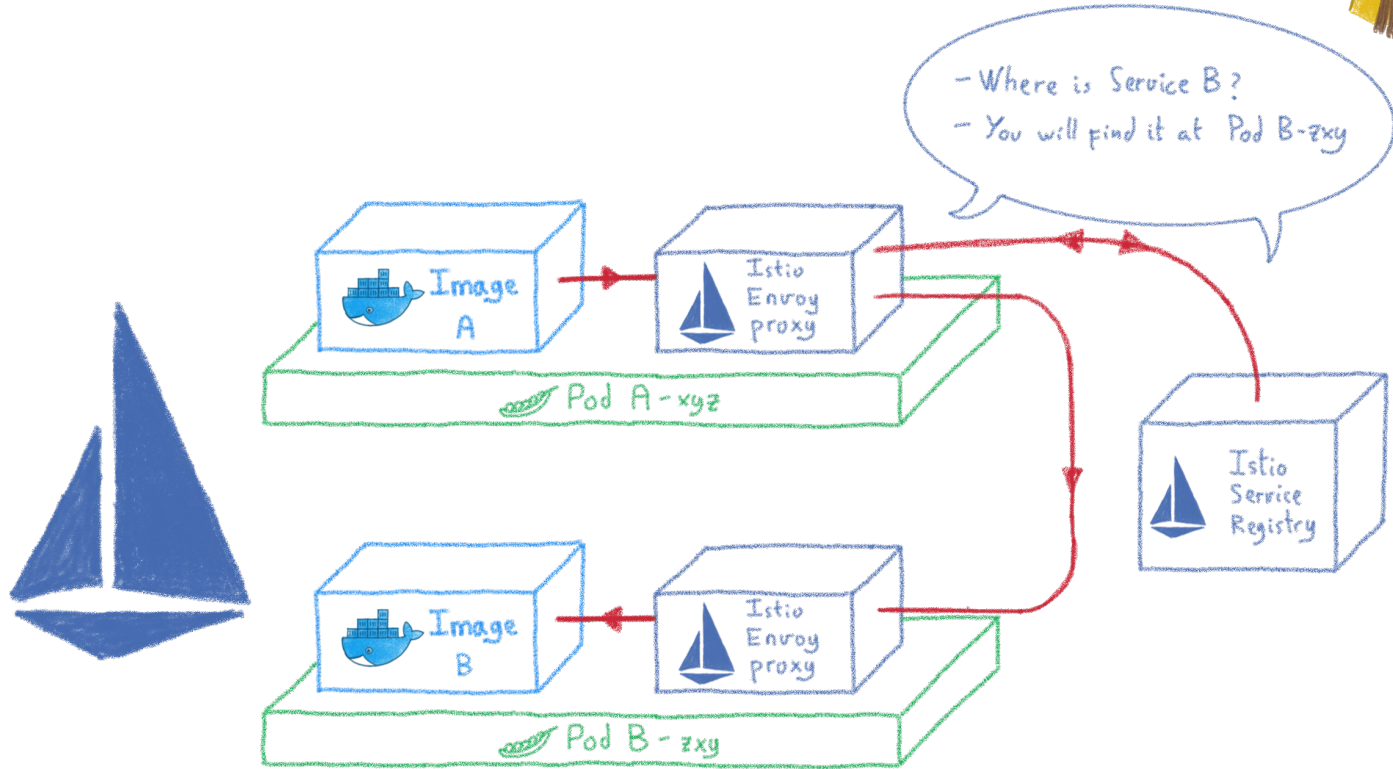 - Where is Service B?
- You will find it at Pod B-zxy
Image
A
Istio
Envoy
proxy
Pod A-xyz
Istio
Service
Registry
Image
B
Istio
Envoy
proxy
Pod B-zxy